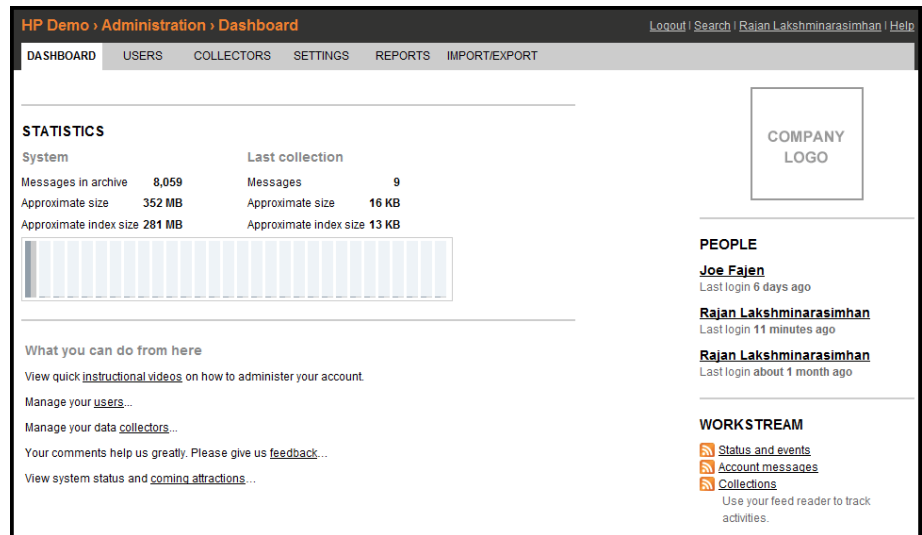 HP Demo › Administration › Dashboard
Logout | Search | Rajan Lakshminarasimhan | Help
DASHBOARD USERS COLLECTORS SETTINGS REPORTS IMPORT/EXPORT
STATISTICS
System
Messages in archive 8,059
Approximate size 352 MB
Approximate index size 281 MB
Last collection
Messages 9
Approximate size 16 KB
Approximate index size 13 KB
What you can do from here
View quick instructional videos on how to administer your account.
Manage your users...
Manage your data collectors...
Your comments help us greatly. Please give us feedback...
View system status and coming attractions...
COMPANY
LOGO
PEOPLE
Joe Fajen
Last login 6 days ago
Rajan Lakshminarasimhan
Last login 11 minutes ago
Rajan Lakshminarasimhan
Last login about 1 month ago
WORKSTREAM
Status and events
Account messages
Collections
Use your feed reader to track
activities.